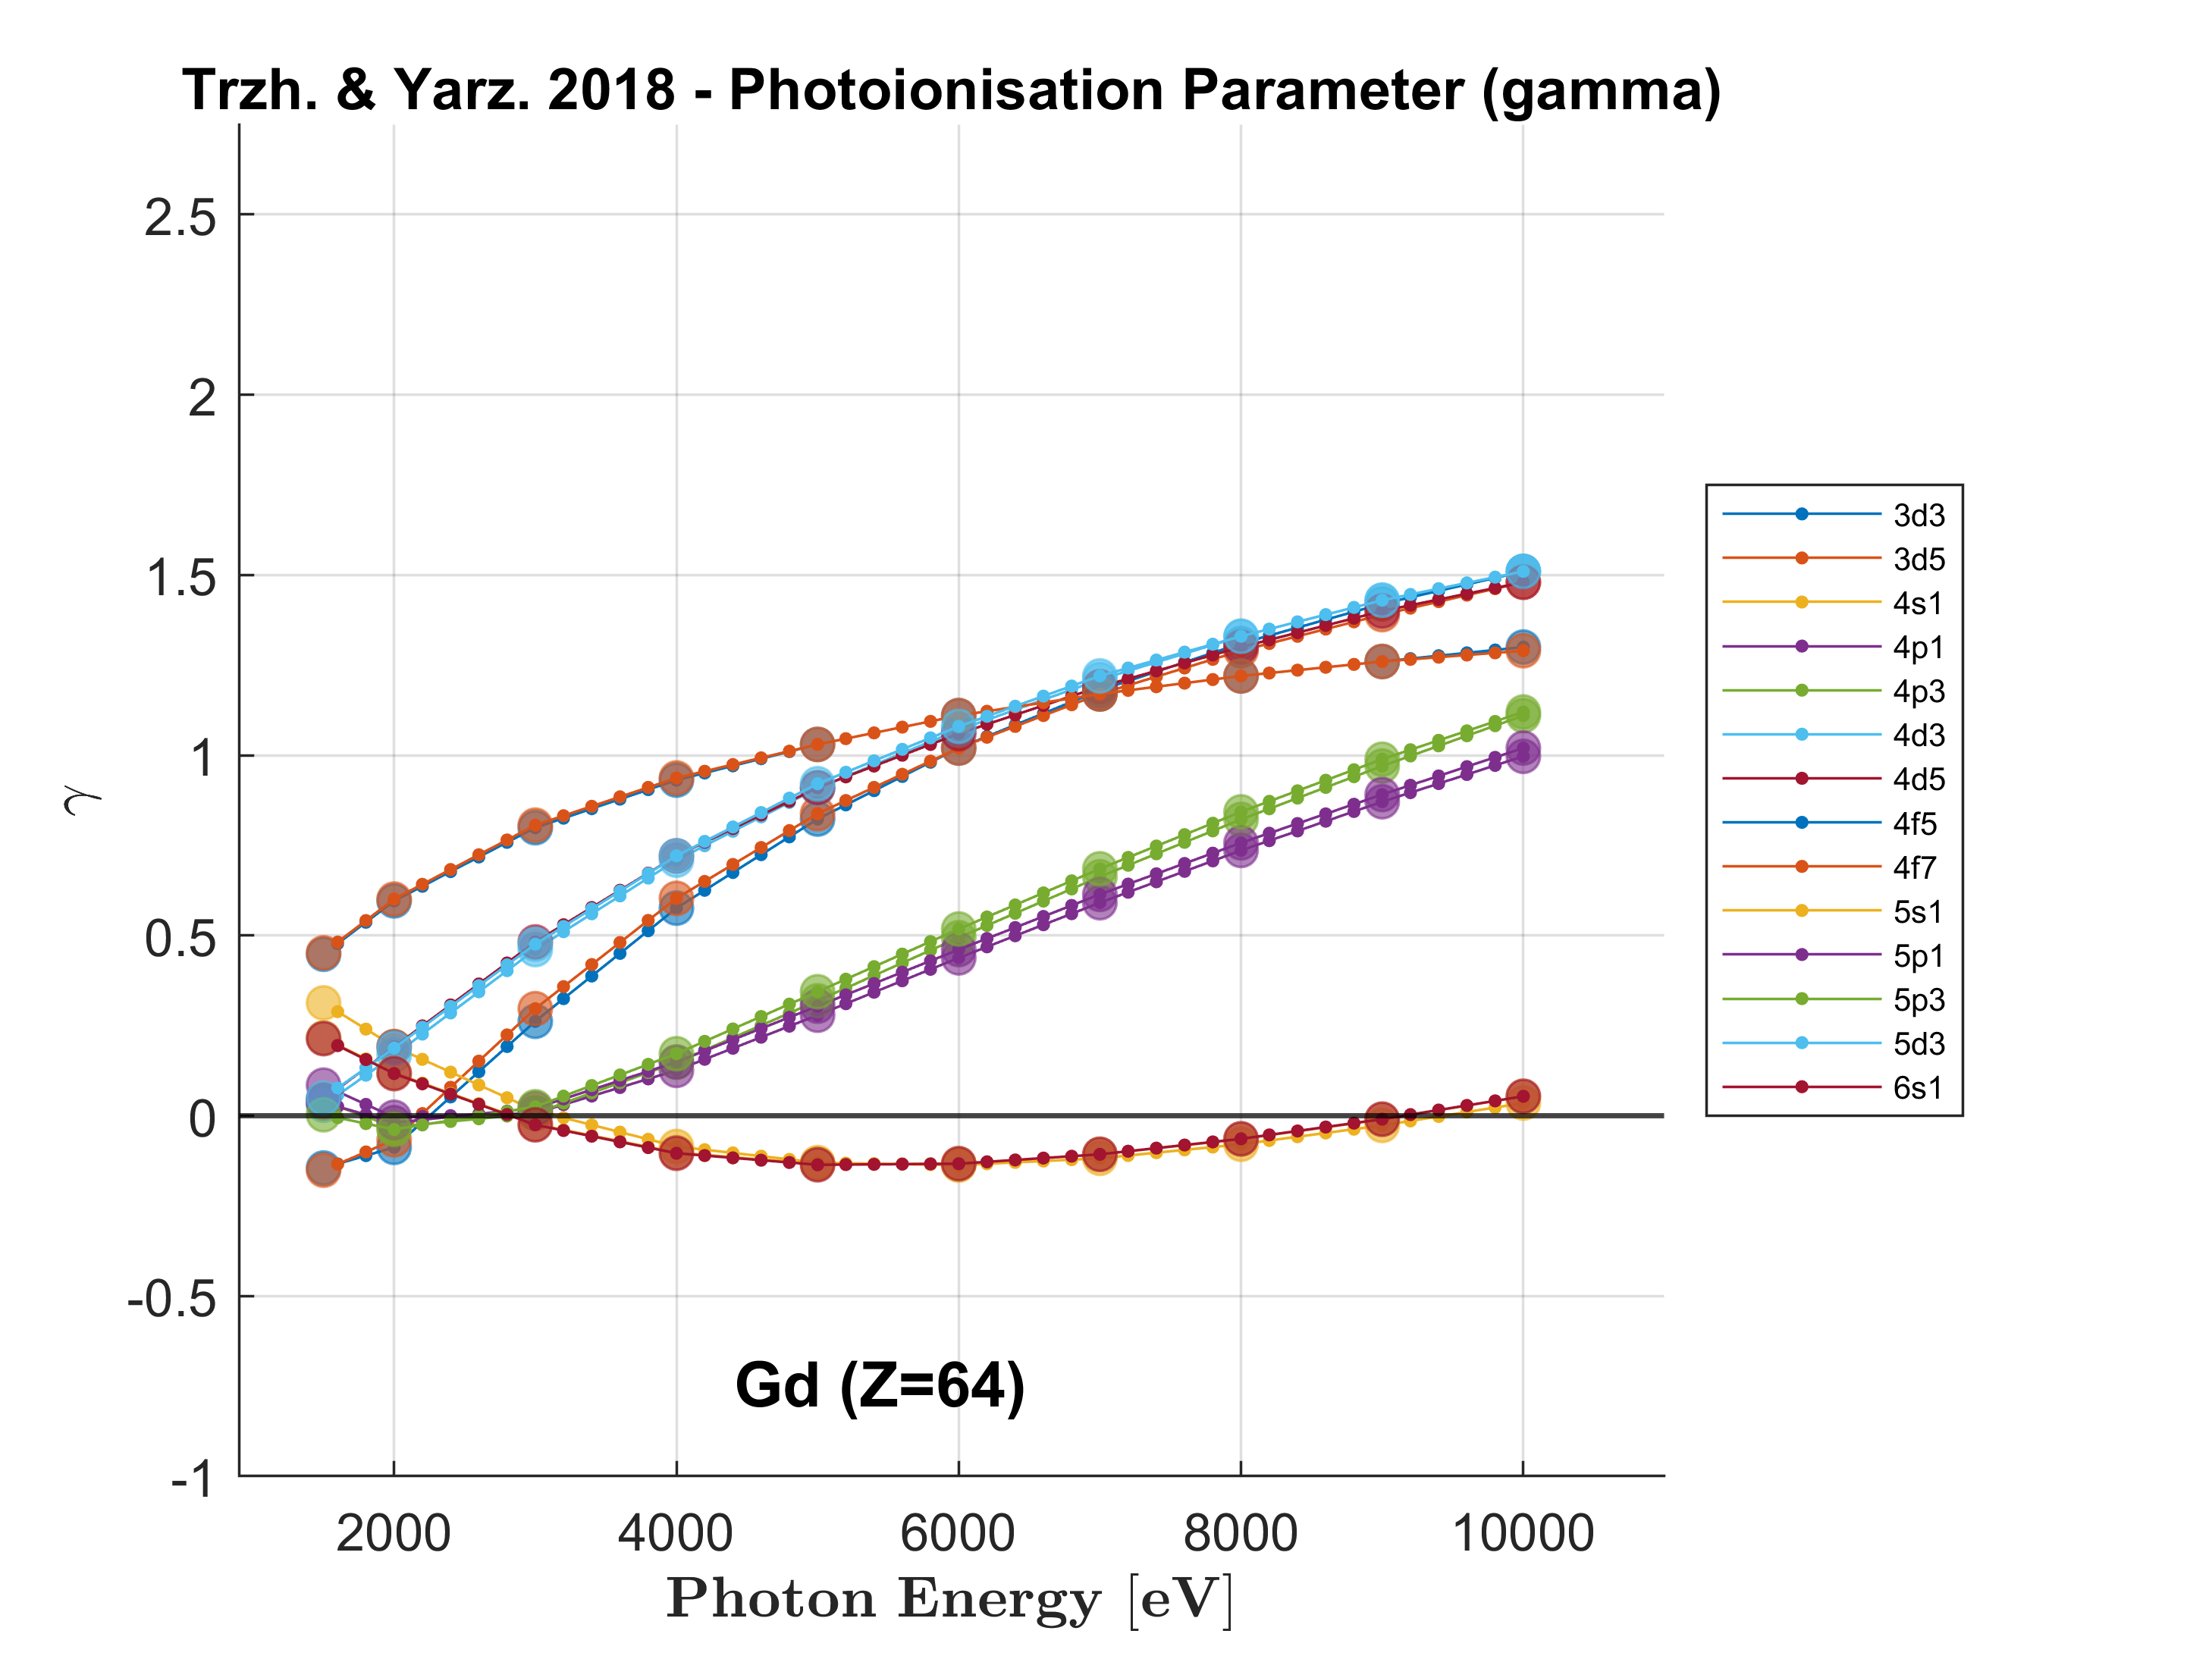 Trzh. & Yarz. 2018 - Photoionisation Parameter (gamma)
2.5
2
1.5
1
0.5
0
-0.5
-1
γ
2000 4000 6000 8000 10000
Photon Energy [eV]
Gd (Z=64)
3d3
3d5
4s1
4p1
4p3
4d3
4d5
4f5
4f7
5s1
5p1
5p3
5d3
6s1